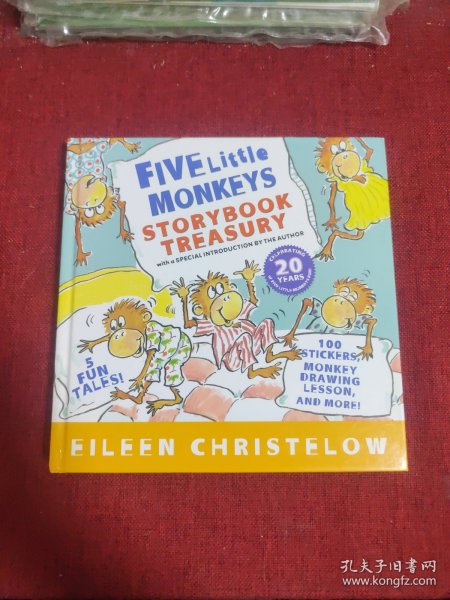 FIVE Little
MONKEYS
STORYBOOK
TREASURY
with a SPECIAL INTRODUCTION BY THE AUTHOR
CELEBRATING
20
YEARS
5
FUN
TALES!
100
STICKERS,
MONKEY
DRAWING
LESSON,
AND MORE!
EILEEN CHRISTELOW
孔夫子旧书网
www.kongfz.com